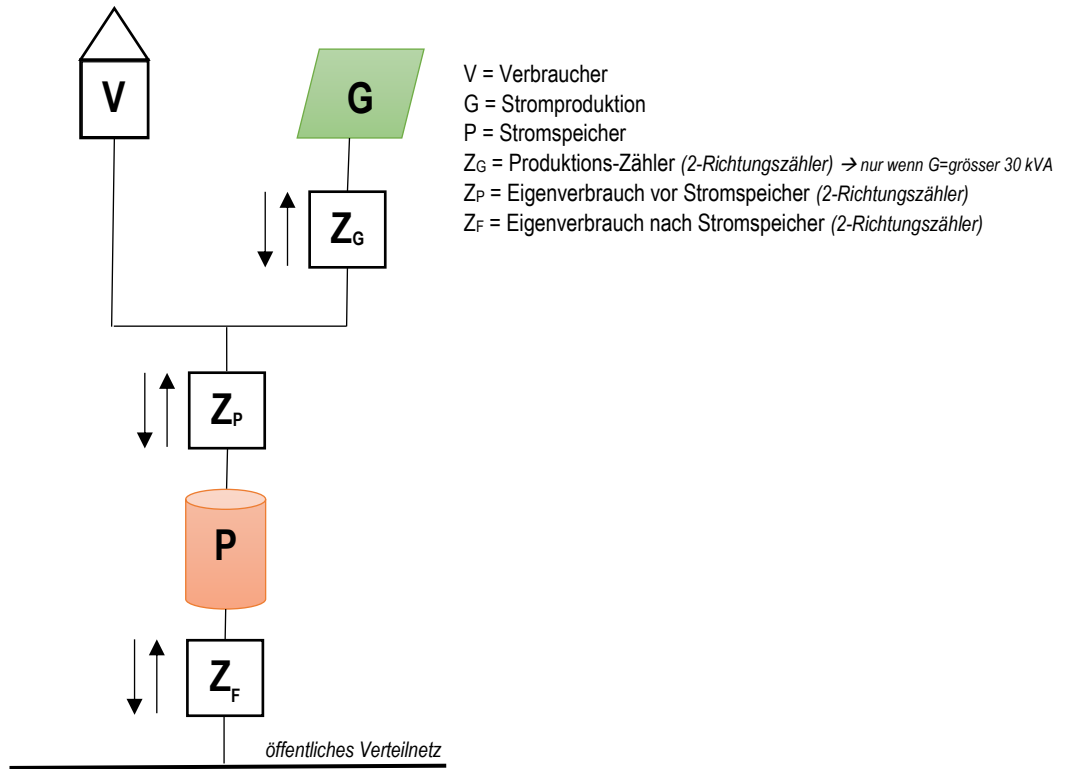 V
G
V = Verbraucher
G = Stromproduktion
P = Stromspeicher
ZG = Produktions-Zähler (2-Richtungszähler) → nur wenn G=grösser 30 kVA
ZP = Eigenverbrauch vor Stromspeicher (2-Richtungszähler)
ZF = Eigenverbrauch nach Stromspeicher (2-Richtungszähler)
ZG
ZP
P
ZF
öffentliches Verteilnetz